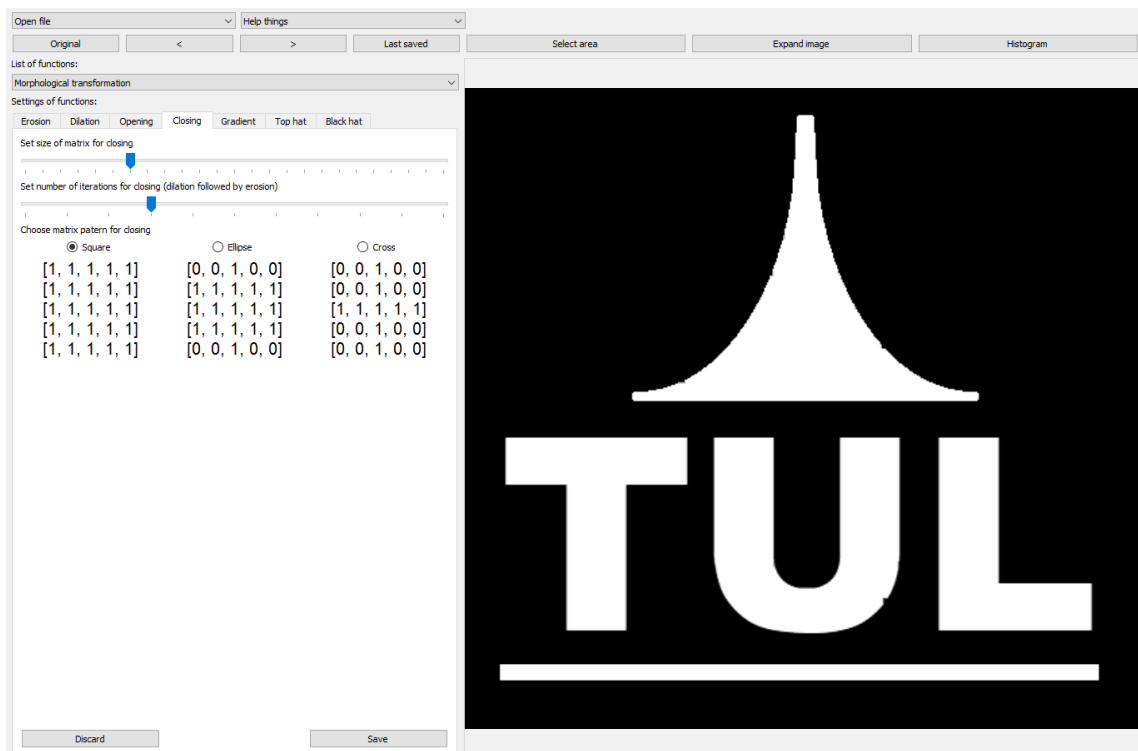 Open file Help things
Original < > Last saved Select area Expand image Histogram
List of functions:
Morphological transformation
Settings of functions:
Erosion Dilation Opening Closing Gradient Top hat Black hat
Set size of matrix for closing
Set number of iterations for closing (dilation followed by erosion)
Choose matrix patern for closing
Square Ellipse Cross
[1, 1, 1, 1, 1] [0, 0, 1, 0, 0] [0, 0, 1, 0, 0]
[1, 1, 1, 1, 1] [1, 1, 1, 1, 1] [0, 0, 1, 0, 0]
[1, 1, 1, 1, 1] [1, 1, 1, 1, 1] [1, 1, 1, 1, 1]
[1, 1, 1, 1, 1] [1, 1, 1, 1, 1] [0, 0, 1, 0, 0]
[1, 1, 1, 1, 1] [0, 0, 1, 0, 0] [0, 0, 1, 0, 0]
TUL
Discard Save